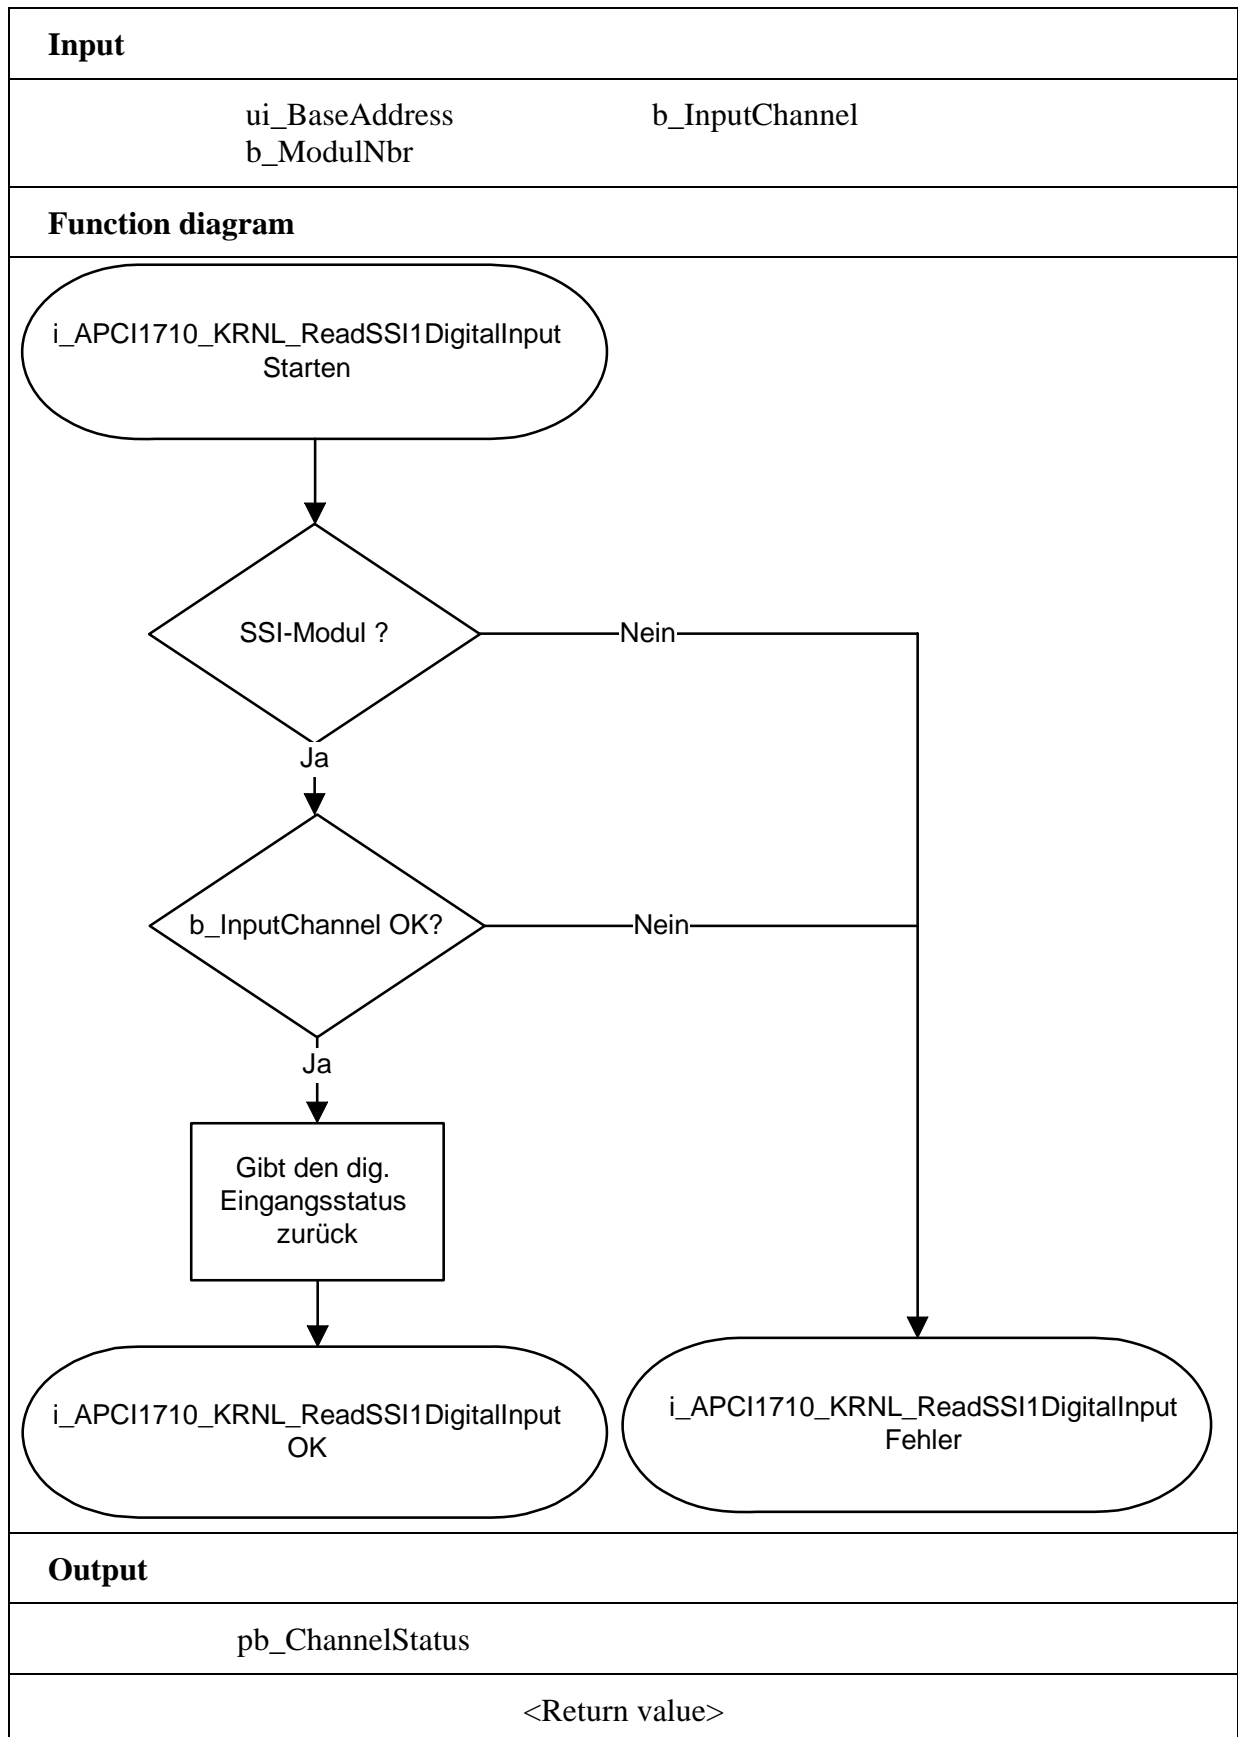 Input
ui_BaseAddress b_InputChannel
b_ModulNbr
Function diagram
i_APCI1710_KRNL_ReadSSI1DigitalInput
Starten
SSI-Modul ?
Nein
Ja
b_InputChannel OK?
Nein
Ja
Gibt den dig.
Eingangsstatus
zurück
i_APCI1710_KRNL_ReadSSI1DigitalInput
OK
i_APCI1710_KRNL_ReadSSI1DigitalInput
Fehler
Output
pb_ChannelStatus
<Return value>